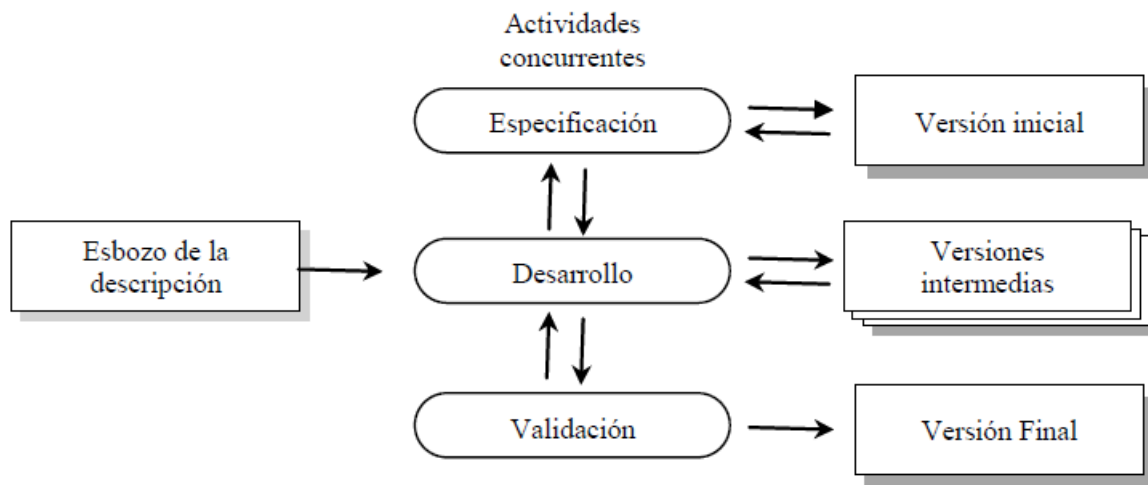 Actividades
concurrentes
Especificación
Versión inicial
Esbozo de la
descripción
Desarrollo
Versiones
intermedias
Validación
Versión Final